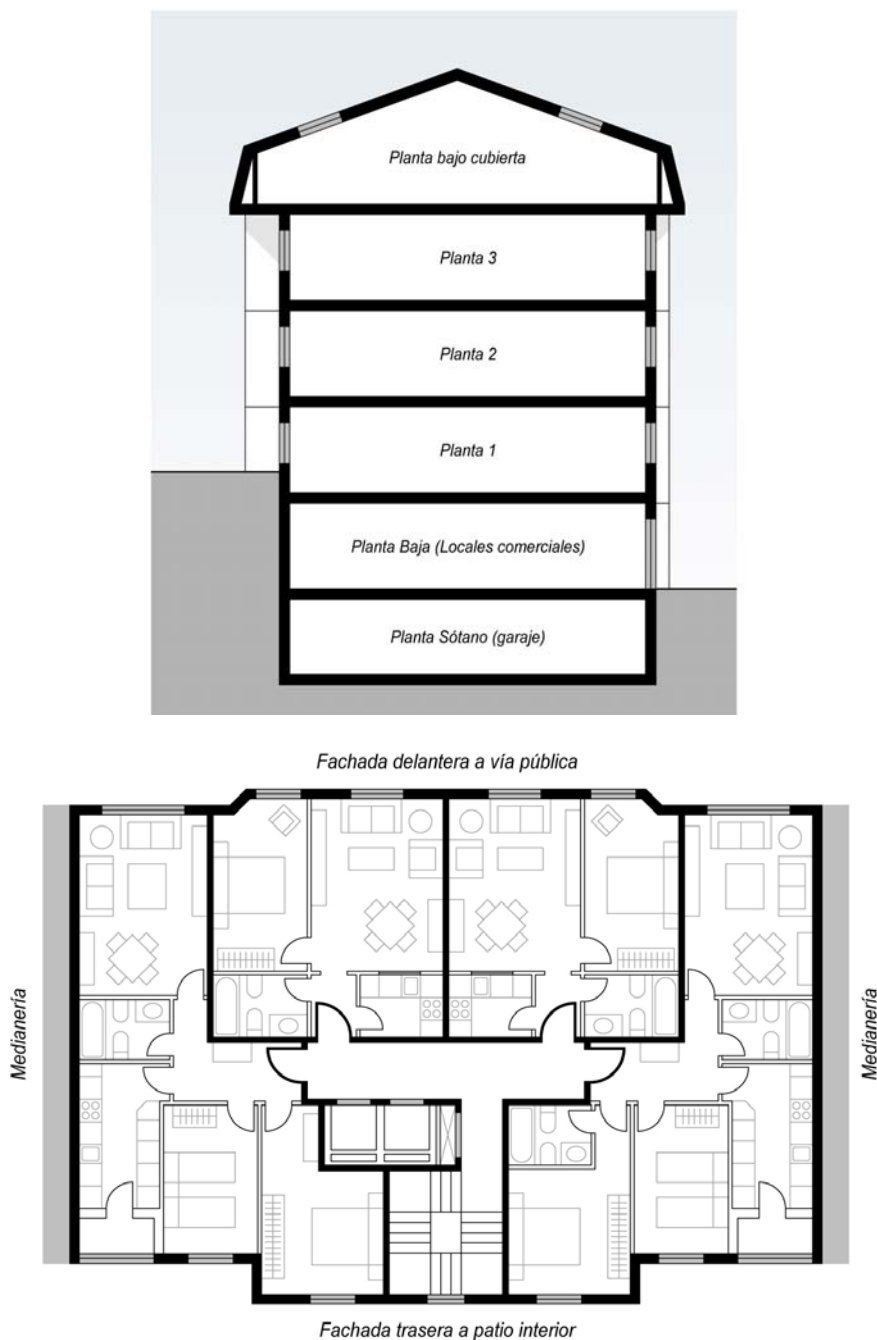 Planta bajo cubierta
Planta 3
Planta 2
Planta 1
Planta Baja (Locales comerciales)
Planta Sótano (garaje)
Fachada delantera a vía pública
Medianería
Medianería
Fachada trasera a patio interior